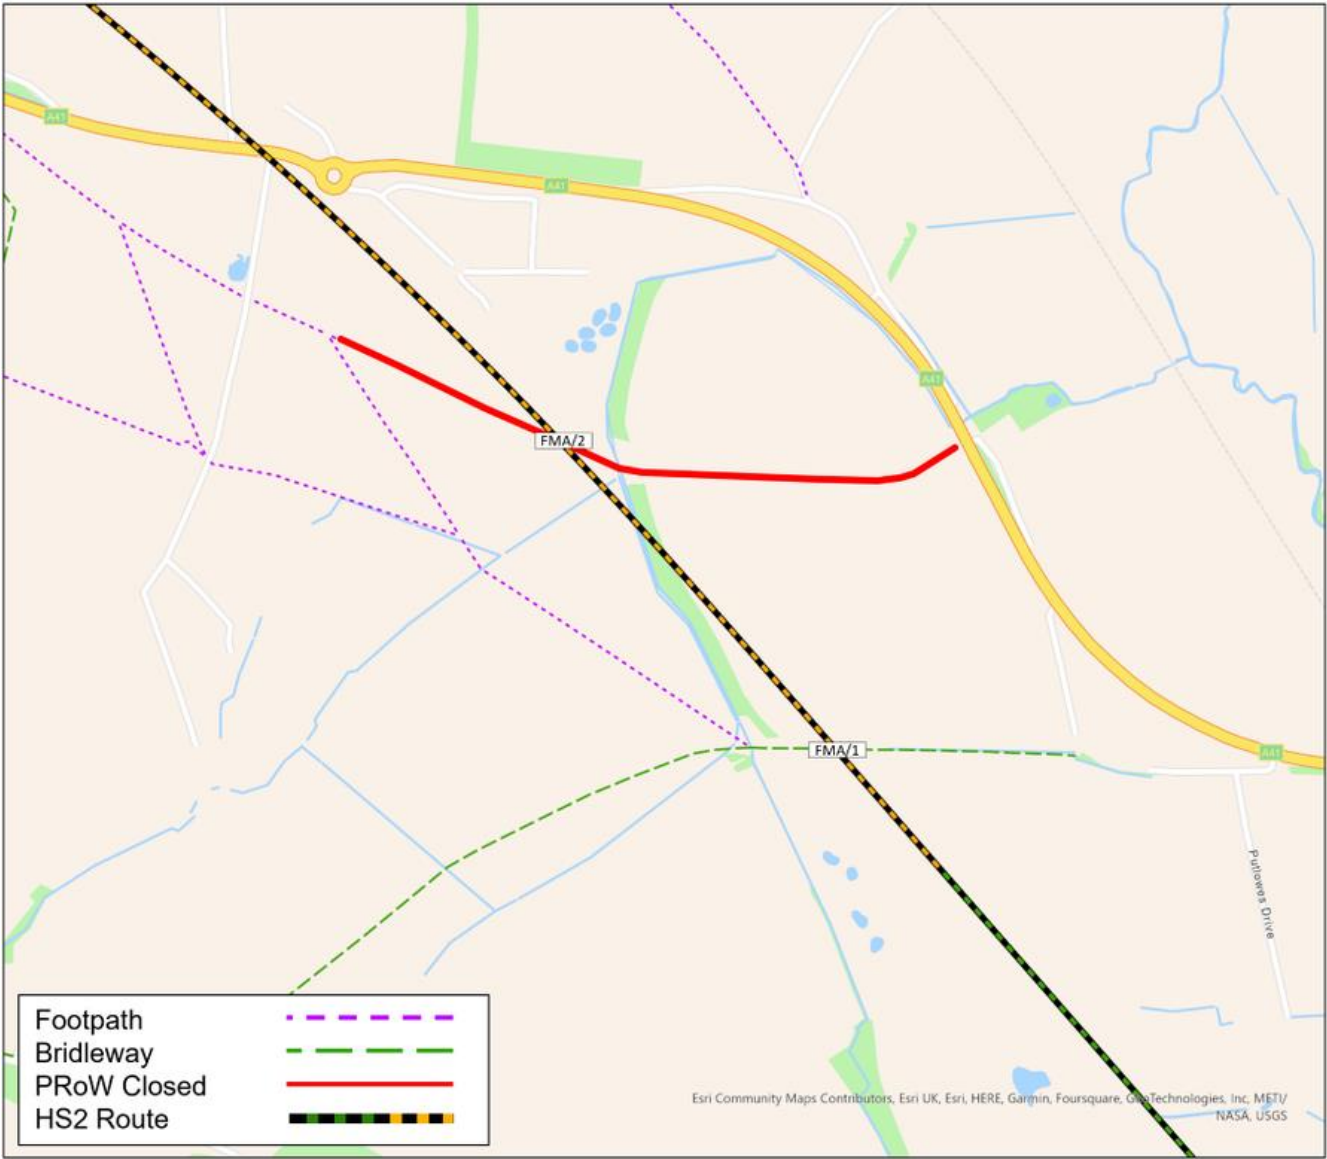 A41
A41
A41
FMA/2
FMA/1
A41
Putlowes Drive
Footpath
Bridleway
PRoW Closed
HS2 Route
Esri Community Maps Contributors, Esri UK, Esri, HERE, Garmin, Foursquare, GeoTechnologies, Inc, METI/
NASA, USGS